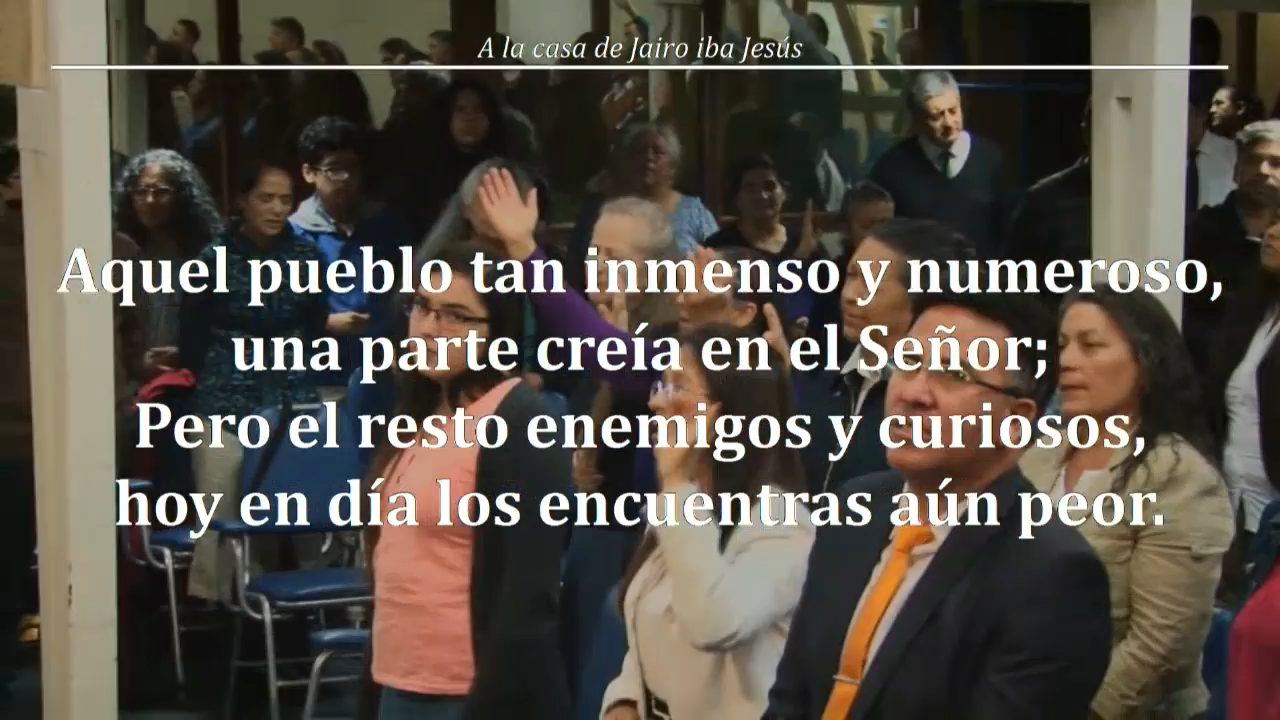 A la casa de Jairo iba Jesús
Aquel pueblo tan inmenso y numeroso,
una parte creía en el Señor;
Pero el resto enemigos y curiosos,
hoy en día los encuentras aún peor.